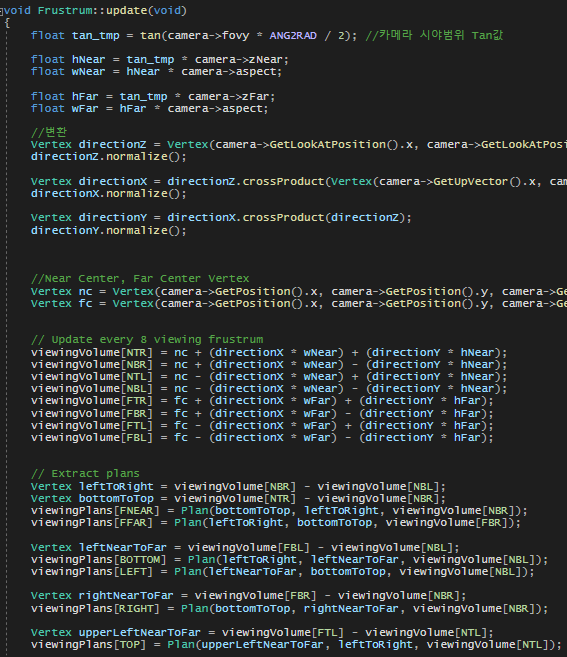 void Frustrum::update(void)
{
float tan_tmp = tan(camera->fovy * ANG2RAD / 2); //카메라 시야범위 Tan값
float hNear = tan_tmp * camera->zNear;
float wNear = hNear * camera->aspect;
float hFar = tan_tmp * camera->zFar;
float wFar = hFar * camera->aspect;
//변환
Vertex directionZ = Vertex(camera->GetLookAtPosition().x, camera->GetLookAtPosi
directionZ.normalize();
Vertex directionX = directionZ.crossProduct(Vertex(camera->GetUpVector().x, cam
directionX.normalize();
Vertex directionY = directionX.crossProduct(directionZ);
directionY.normalize();
//Near Center, Far Center Vertex
Vertex nc = Vertex(camera->GetPosition().x, camera->GetPosition().y, camera->Ge
Vertex fc = Vertex(camera->GetPosition().x, camera->GetPosition().y, camera->Ge
// Update every 8 viewing frustrum
viewingVolume[NTR] = nc + (directionX * wNear) + (directionY * hNear);
viewingVolume[NBR] = nc + (directionX * wNear) - (directionY * hNear);
viewingVolume[NTL] = nc - (directionX * wNear) + (directionY * hNear);
viewingVolume[NBL] = nc - (directionX * wNear) - (directionY * hNear);
viewingVolume[FTR] = fc + (directionX * wFar) + (directionY * hFar);
viewingVolume[FBR] = fc + (directionX * wFar) - (directionY * hFar);
viewingVolume[FTL] = fc - (directionX * wFar) + (directionY * hFar);
viewingVolume[FBL] = fc - (directionX * wFar) - (directionY * hFar);
// Extract plans
Vertex leftToRight = viewingVolume[NBR] - viewingVolume[NBL];
Vertex bottomToTop = viewingVolume[NTR] - viewingVolume[NBR];
viewingPlans[FNEAR] = Plan(bottomToTop, leftToRight, viewingVolume[NBR]);
viewingPlans[FFAR] = Plan(leftToRight, bottomToTop, viewingVolume[FBR]);
Vertex leftNearToFar = viewingVolume[FBL] - viewingVolume[NBL];
viewingPlans[BOTTOM] = Plan(leftToRight, leftNearToFar, viewingVolume[NBL]);
viewingPlans[LEFT] = Plan(leftNearToFar, bottomToTop, viewingVolume[NBL]);
Vertex rightNearToFar = viewingVolume[FBR] - viewingVolume[NBR];
viewingPlans[RIGHT] = Plan(bottomToTop, rightNearToFar, viewingVolume[NBR]);
Vertex upperLeftNearToFar = viewingVolume[FTL] - viewingVolume[NTL];
viewingPlans[TOP] = Plan(upperLeftNearToFar, leftToRight, viewingVolume[NTL]);